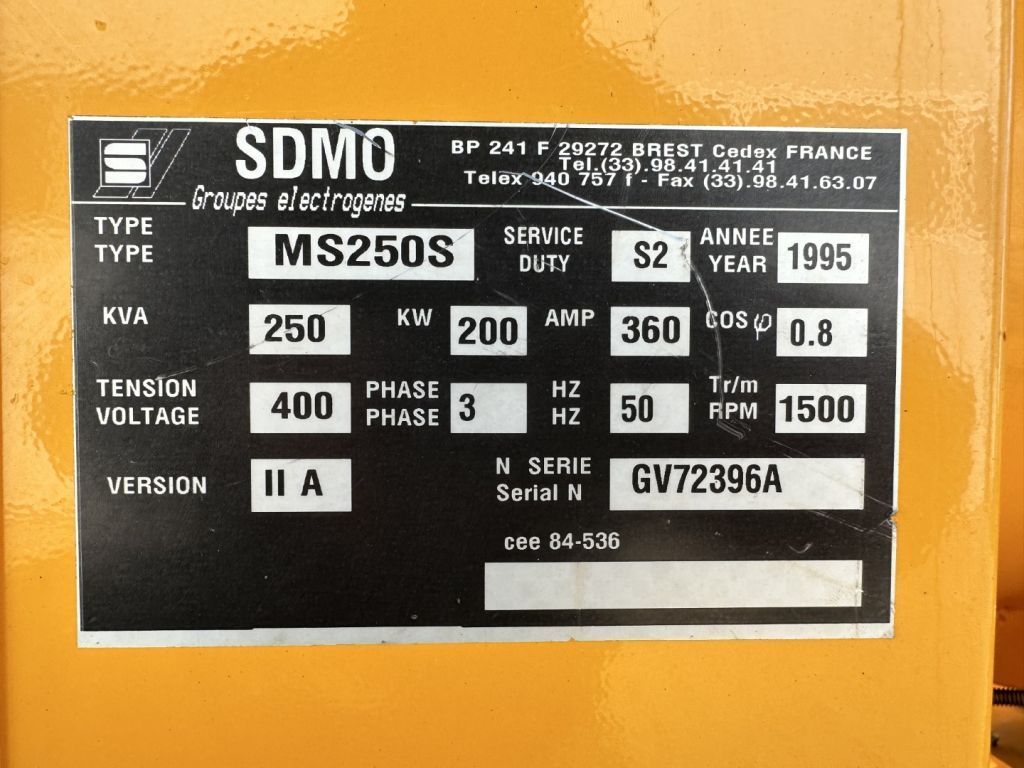 S
SDMO
Groupes electrogenes
BP 241 F 29272 BREST Cedex FRANCE
Tel.(33).98.41.41.41
Telex 940 757 f - Fax (33).98.41.63.07
TYPE
TYPE
MS250S
SERVICE
DUTY
S2
ANNEE
YEAR
1995
KVA
250
KW
200
AMP
360
COS φ
0.8
TENSION
VOLTAGE
400
PHASE
PHASE
3
HZ
HZ
50
Tr/m
RPM
1500
VERSION
II A
N SERIE
Serial N
GV72396A
cee 84-536